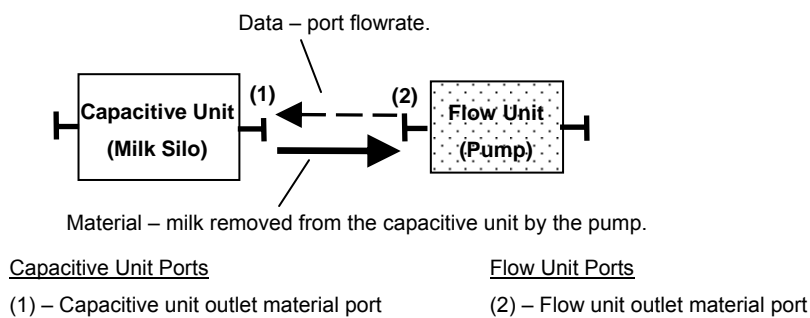 Data – port flowrate.
(1)
(2)
Capacitive Unit
(Milk Silo)
Flow Unit
(Pump)
Material – milk removed from the capacitive unit by the pump.
Capacitive Unit Ports
Flow Unit Ports
(1) – Capacitive unit outlet material port
(2) – Flow unit outlet material port